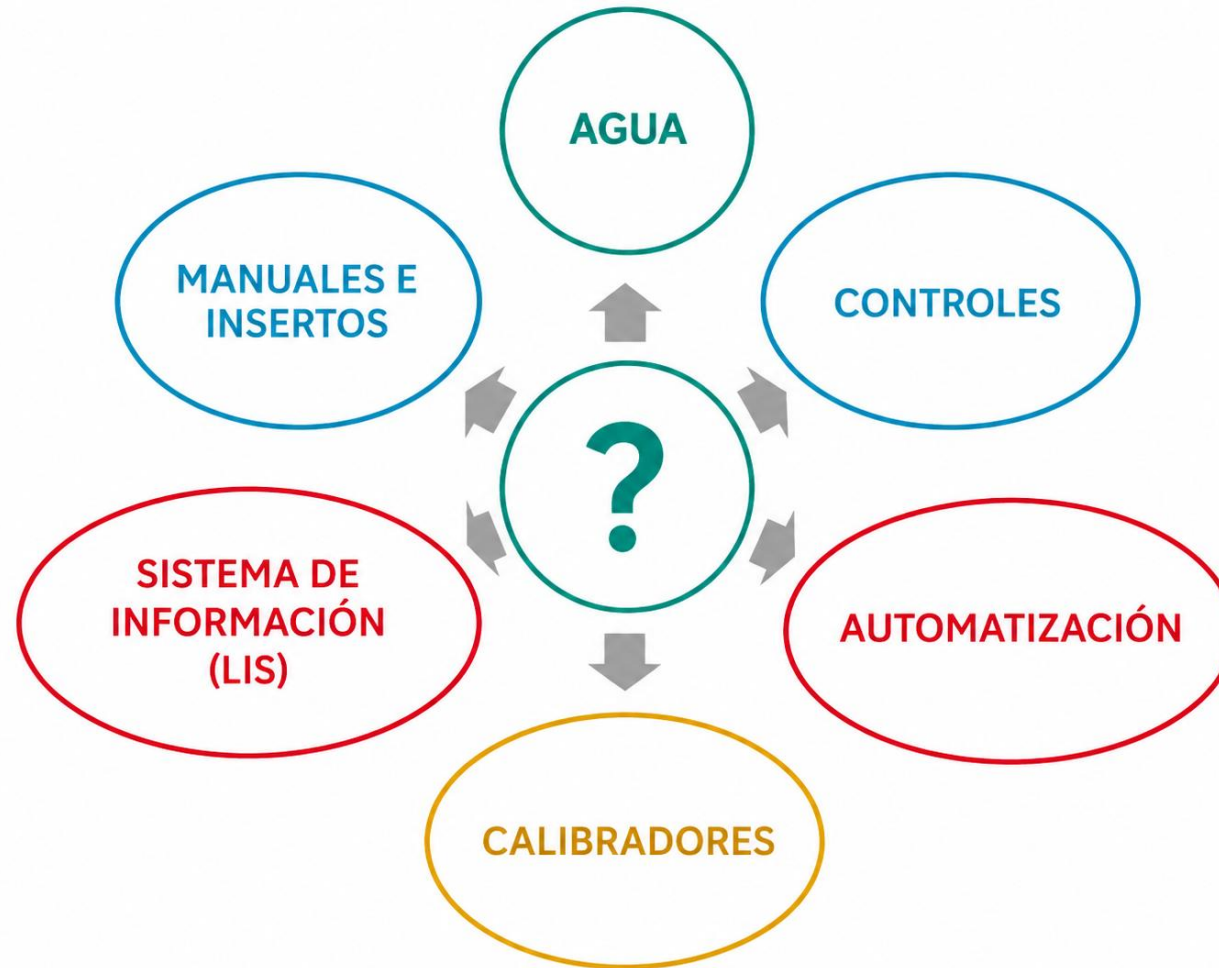 AGUA
MANUALES E
INSERTOS
CONTROLES
?
SISTEMA DE
INFORMACIÓN
(LIS)
AUTOMATIZACIÓN
CALIBRADORES